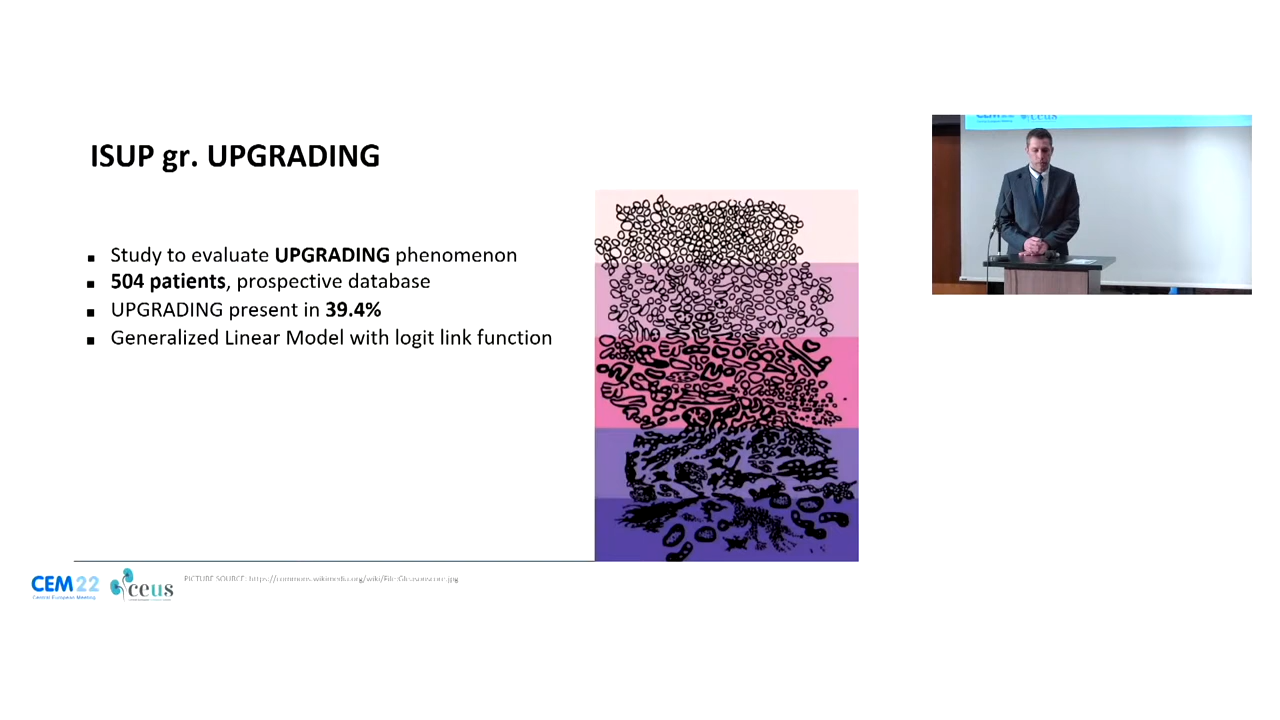 ISUP gr. UPGRADING
▪ Study to evaluate UPGRADING phenomenon
▪ 504 patients, prospective database
▪ UPGRADING present in 39.4%
▪ Generalized Linear Model with logit link function
CEM22
Central European Meeting
ceus
PICTURE SOURCE: https://commons.wikimedia.org/wiki/File:Gleasonscore.jpg